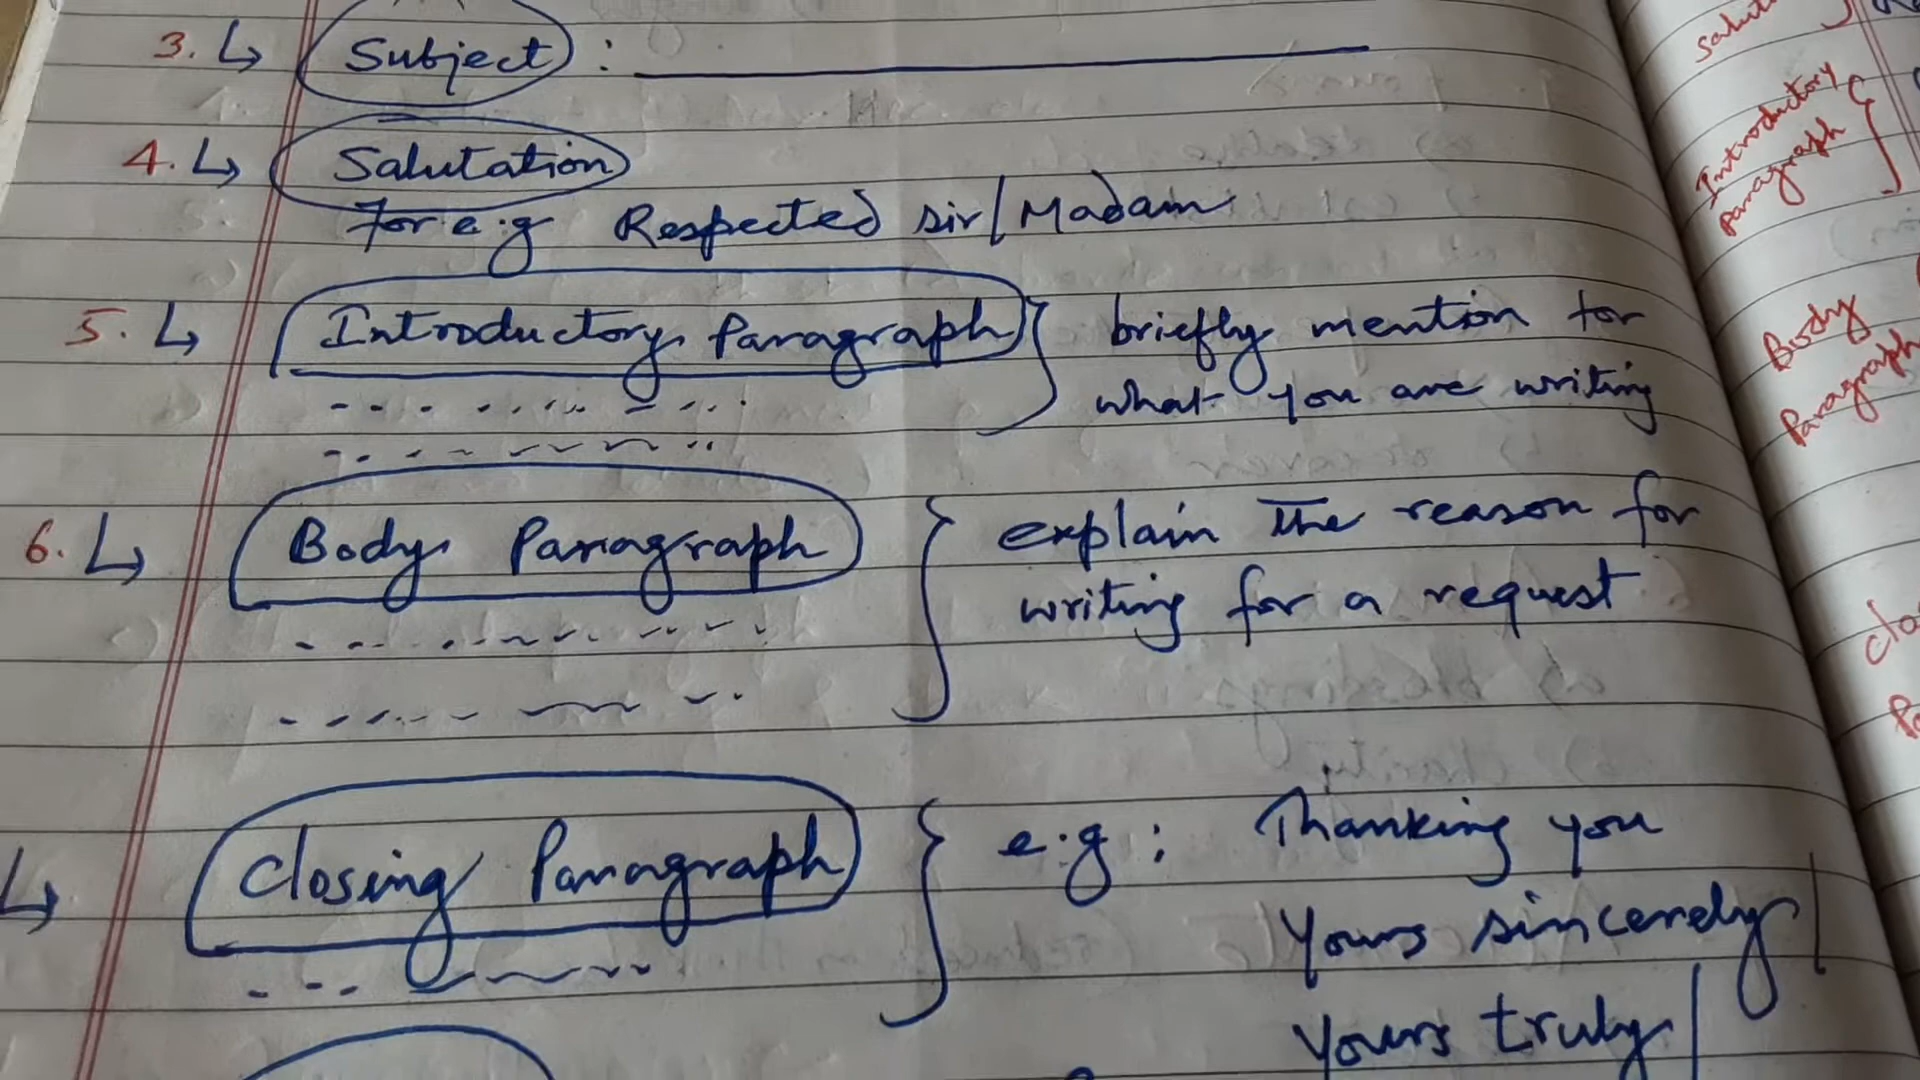 3. ↳ Subject : 
4. ↳ Salutation
For e.g Respected sir/Madam
5. ↳ Introductory Paragraph } briefly mention for
what you are writing
6. ↳ Body Paragraph } explain the reason for
writing for a request
↳ Closing Paragraph } e.g : Thanking you
Yours sincerely/
Yours truly/
Introductory
Paragraph
Body
Paragraph